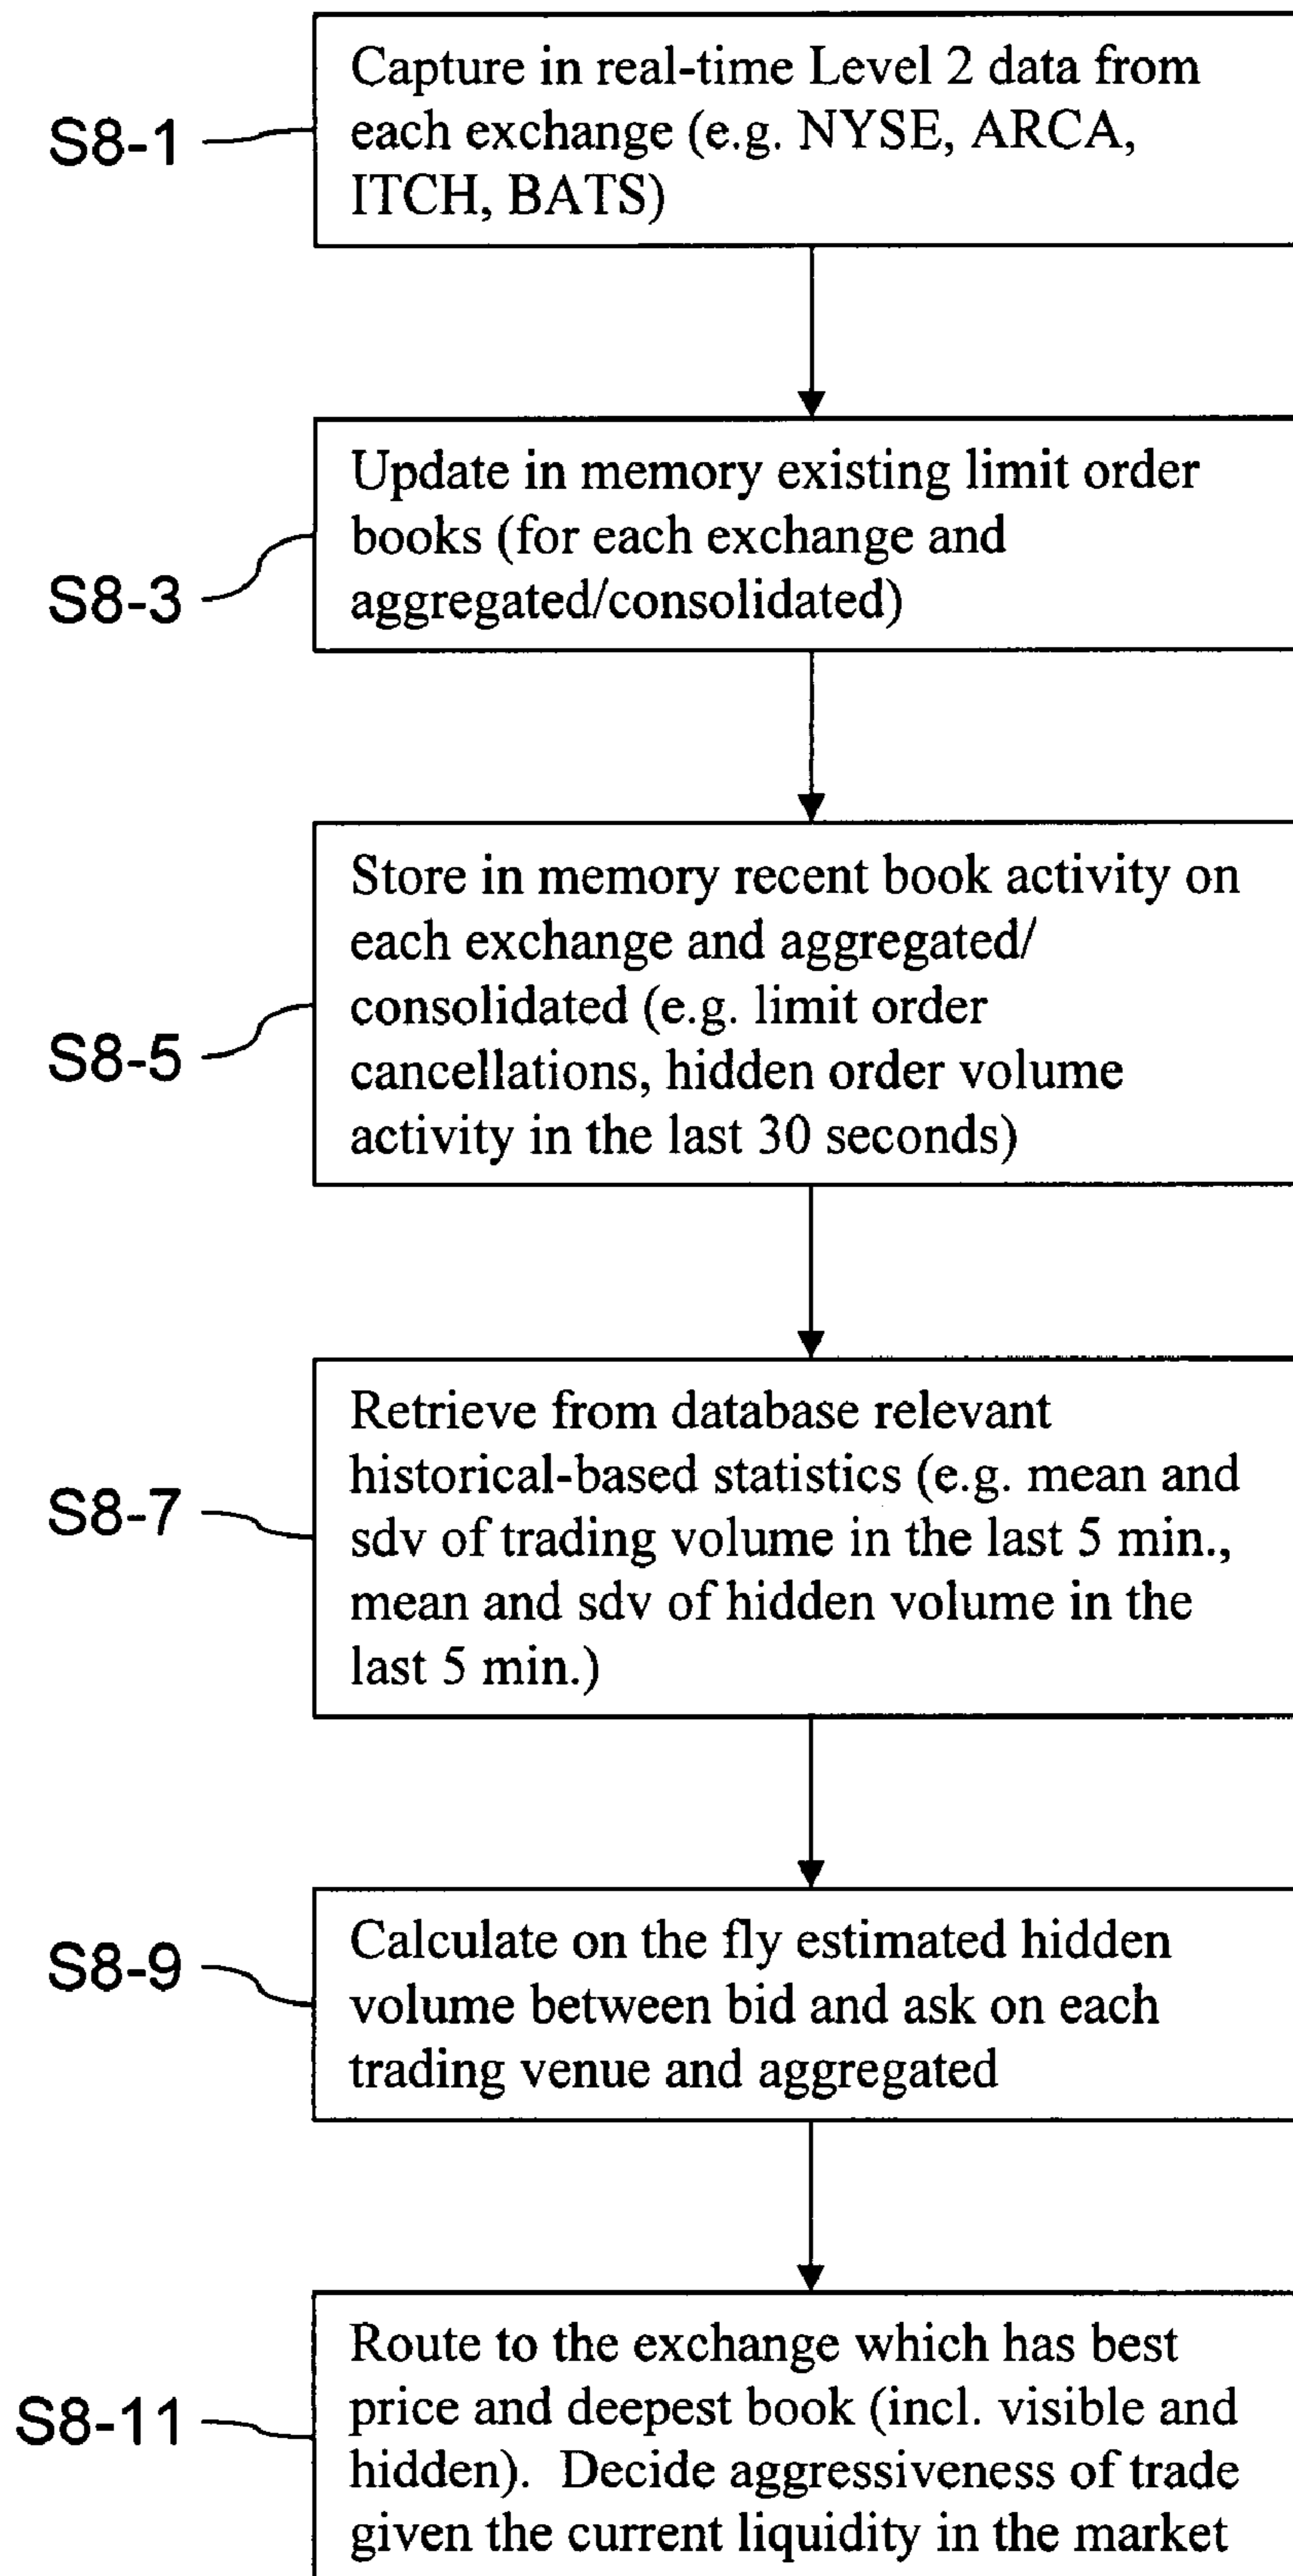 Capture in real-time Level 2 data from
S8-1
each exchange (e.g. NYSE, ARCA,
ITCH, BATS)
Update in memory existing limit order
books (for each exchange and
S8-3
aggregated/consolidated)
Store in memory recent book activity on
each exchange and aggregated/
consolidated (e.g. limit order
S8-5
cancellations, hidden order volume
activity in the last 30 seconds)
Retrieve from database relevant
historical-based statistics (e.g. mean and
S8-7
sdv of trading volume in the last 5 min.,
mean and sdv of hidden volume in the
last 5 min.)
Calculate on the fly estimated hidden
S8-9
volume between bid and ask on each
trading venue and aggregated
Route to the exchange which has best
price and deepest book (incl. visible and
S8-11
hidden).  Decide aggressiveness of trade
given the current liquidity in the market